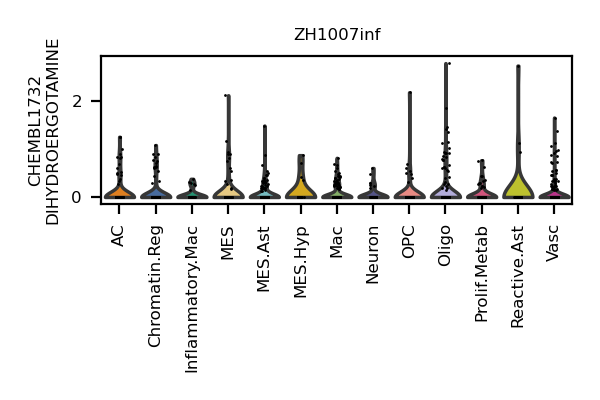 ZH1007inf
CHEMBL1732
DIHYDROERGOTAMINE
2
0
AC
Chromatin.Reg
Inflammatory.Mac
MES
MES.Ast
MES.Hyp
Mac
Neuron
OPC
Oligo
Prolif.Metab
Reactive.Ast
Vasc